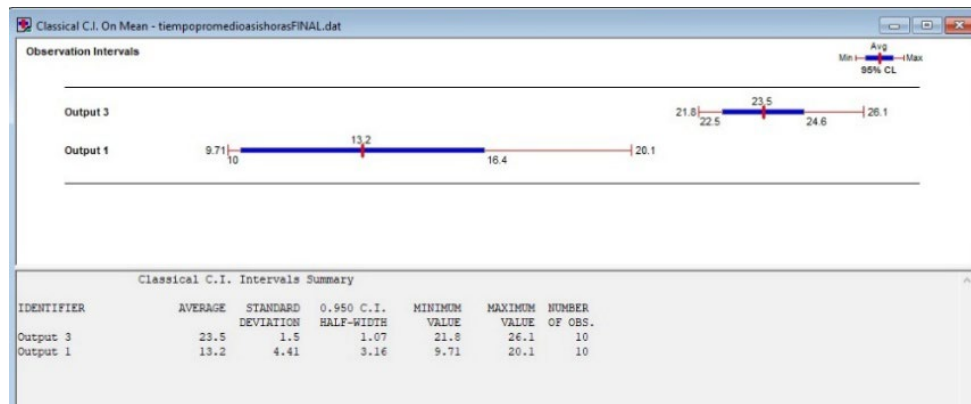 Classical C.I. On Mean - tiempopromedioasishorasFINAL.dat
Observation Intervals
Avg
Min Max
95% CL
23.5
Output 3 21.8 26.1
22.5 24.6
13.2
Output 1 9.71 20.1
10 16.4
Classical C.I. Intervals Summary
IDENTIFIER AVERAGE STANDARD 0.950 C.I. MINIMUM MAXIMUM NUMBER
DEVIATION HALF-WIDTH VALUE VALUE OF OBS.
Output 3 23.5 1.5 1.07 21.8 26.1 10
Output 1 13.2 4.41 3.16 9.71 20.1 10